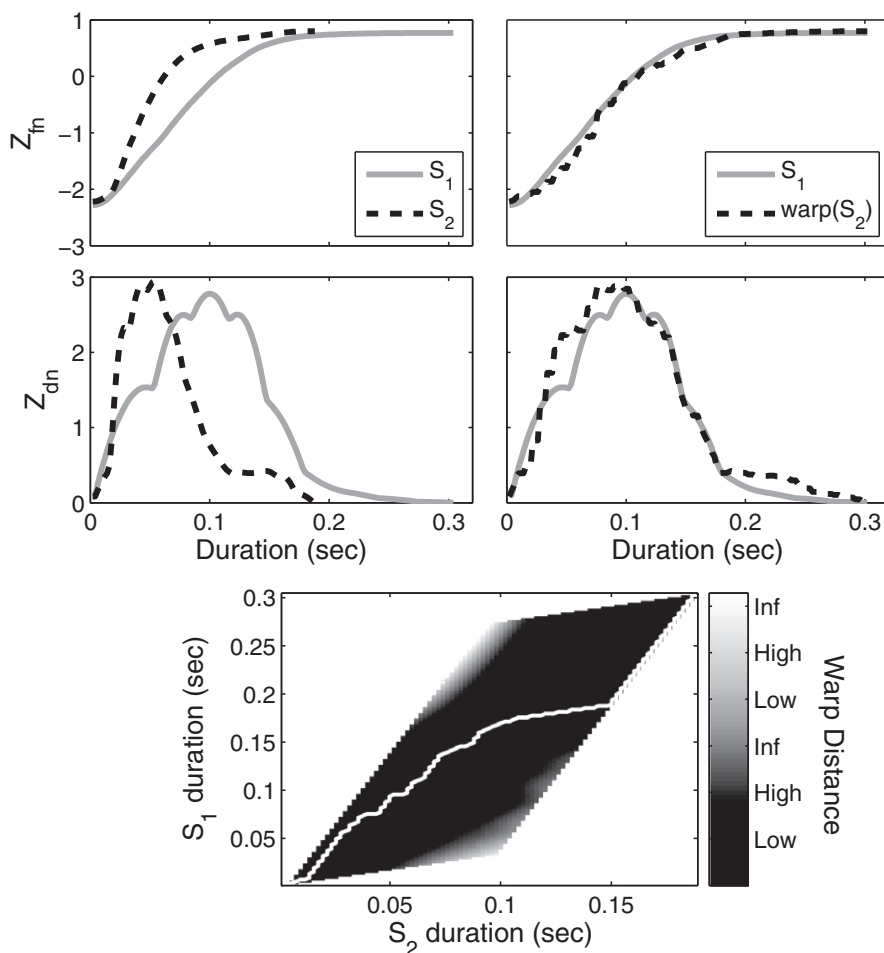 1
0
−1
−2
−3
Z_fn
S_1
S_2
S_1
warp(S_2)
3
2
1
0
Z_dn
0 0.1 0.2 0.3
0 0.1 0.2 0.3
Duration (sec)
Duration (sec)
0.3
0.25
0.2
0.15
0.1
0.05
S_1 duration (sec)
0.05 0.1 0.15
S_2 duration (sec)
Inf
High
Low
Inf
High
Low
Warp Distance